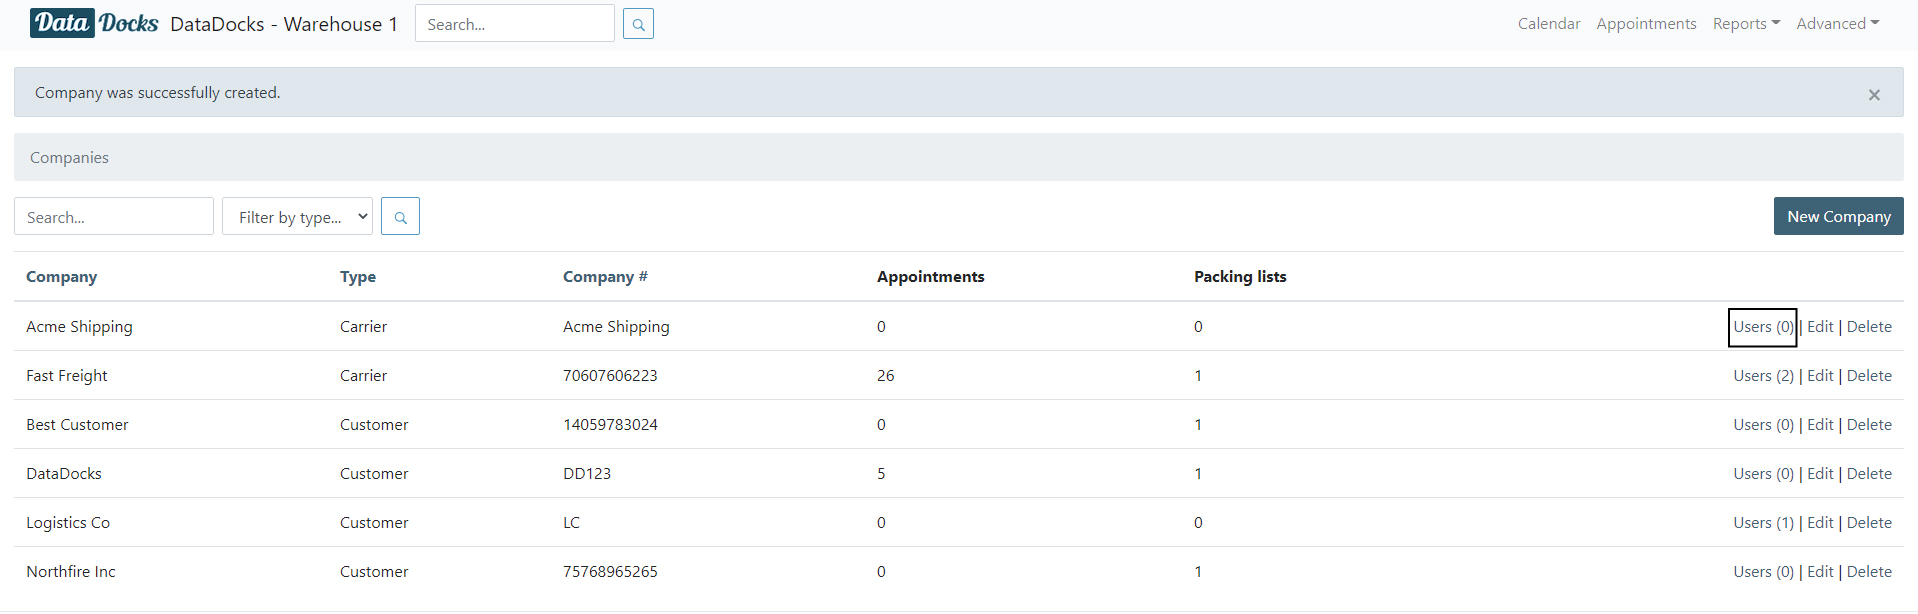 Data Docks DataDocks - Warehouse 1 Search... Calendar Appointments Reports Advanced
Company was successfully created. ×
Companies
Search... Filter by type... New Company
Company Type Company # Appointments Packing lists
Acme Shipping Carrier Acme Shipping 0 0 Users (0) | Edit | Delete
Fast Freight Carrier 70607606223 26 1 Users (2) | Edit | Delete
Best Customer Customer 14059783024 0 1 Users (0) | Edit | Delete
DataDocks Customer DD123 5 1 Users (0) | Edit | Delete
Logistics Co Customer LC 0 0 Users (1) | Edit | Delete
Northfire Inc Customer 75768965265 0 1 Users (0) | Edit | Delete